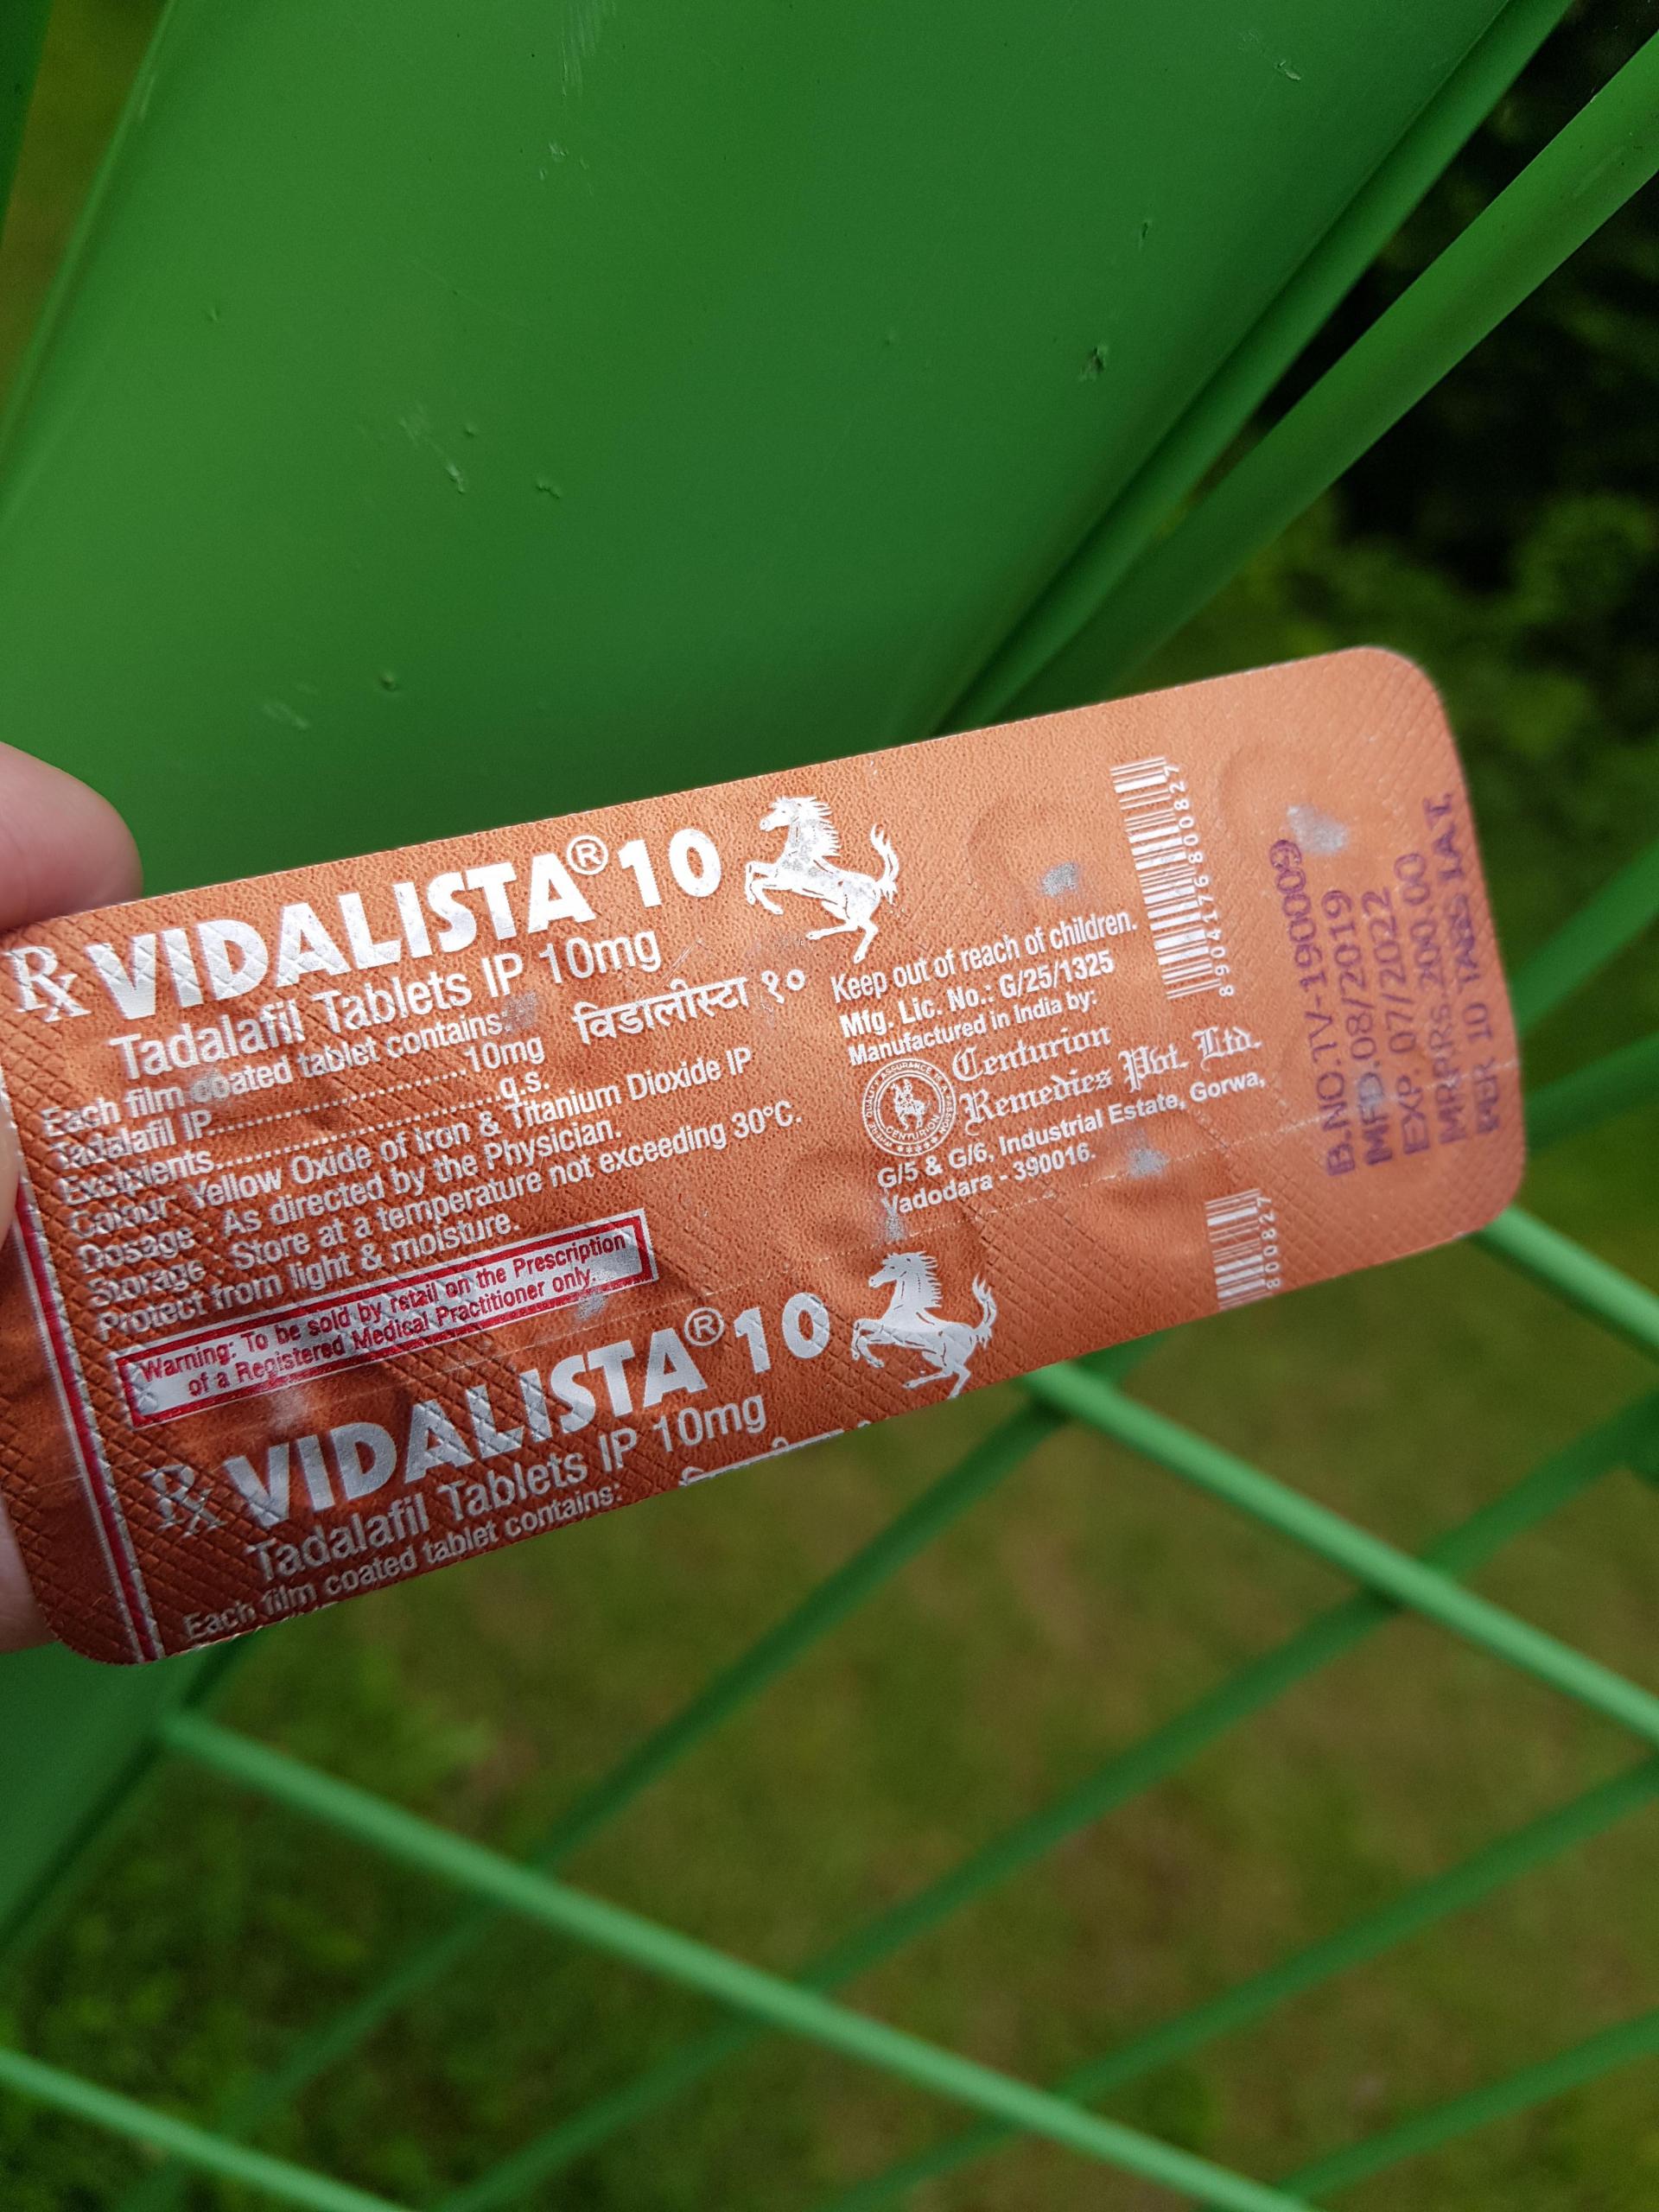 Rx VIDALISTA® 10
Tadalafil Tablets IP 10mg
Each film coated tablet contains:
विडालीस्टा १०
Tadalafil IP..............................10mg
Excipients..............................q.s.
Colour: Yellow Oxide of Iron & Titanium Dioxide IP
Dosage : As directed by the Physician.
Storage : Store at a temperature not exceeding 30°C.
Protect from light & moisture.
Warning: To be sold by retail on the Prescription
of a Registered Medical Practitioner only.
Keep out of reach of children.
Mfg. Lic. No.: G/25/1325
Manufactured in India by:
Centurion
Remedies Pvt. Ltd.
G/5 & G/6, Industrial Estate, Gorwa,
Vadodara - 390016.
CENTURION
8904176800827
B.NO.TV-190009
MFD.08/2019
EXP. 07/2022
MRPRS.200.00
PER 10 TABS I.A.T.
Rx VIDALISTA® 10
Tadalafil Tablets IP 10mg
Each film coated tablet contains:
800827